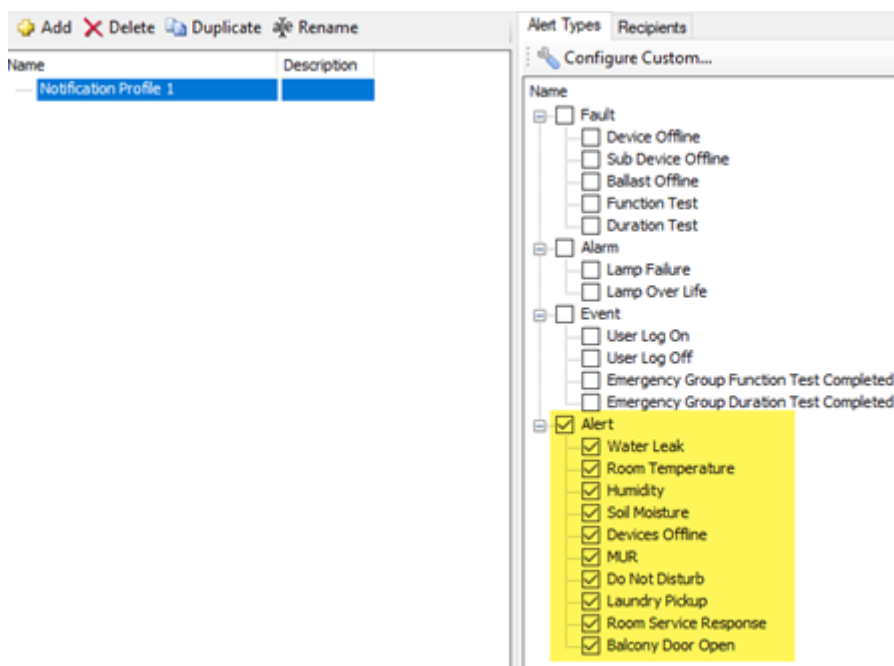 Add Delete Duplicate Rename
Name Description
Notification Profile 1
Alert Types Recipients
Configure Custom...
Name
Fault
Device Offline
Sub Device Offline
Ballast Offline
Function Test
Duration Test
Alarm
Lamp Failure
Lamp Over Life
Event
User Log On
User Log Off
Emergency Group Function Test Completed
Emergency Group Duration Test Completed
Alert
Water Leak
Room Temperature
Humidity
Soil Moisture
Devices Offline
MUR
Do Not Disturb
Laundry Pickup
Room Service Response
Balcony Door Open